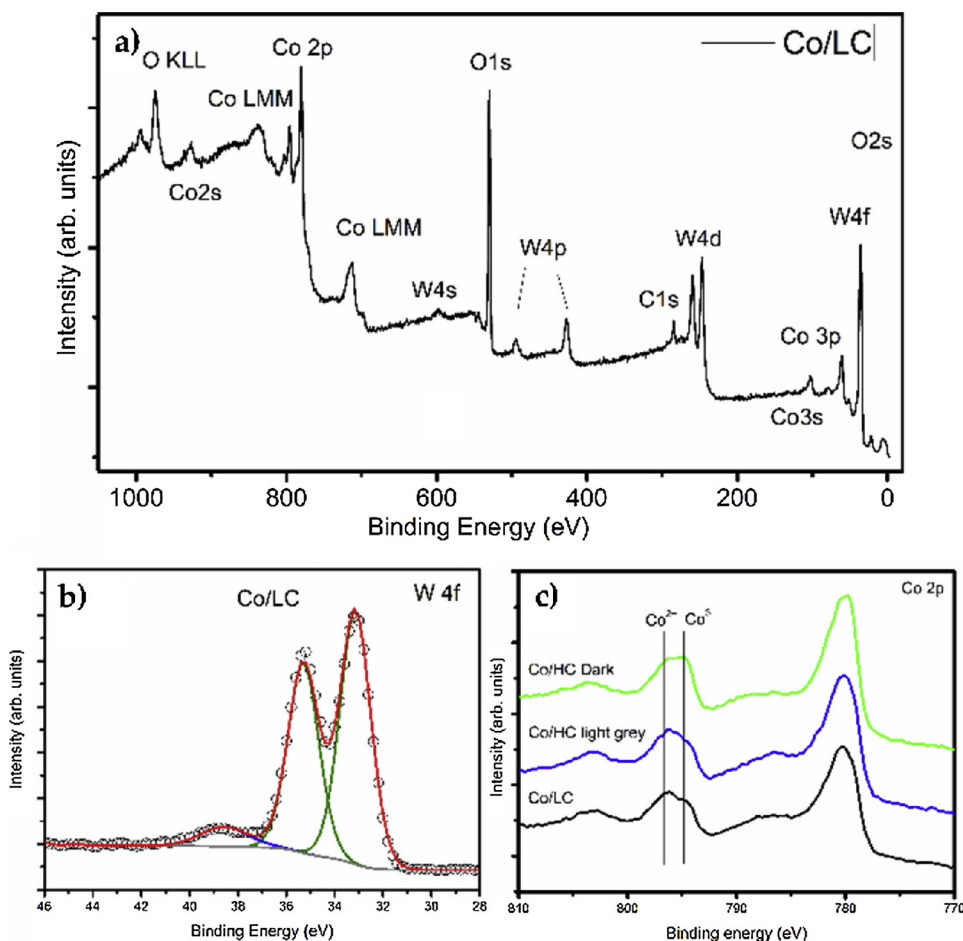 a)
Co/LC
O KLL
Co 2p
O1s
Co LMM
O2s
Co2s
Co LMM
W4p
W4d
W4f
W4s
C1s
Co 3p
Co3s
Intensity (arb. units)
1000 800 600 400 200 0
Binding Energy (eV)
b)
Co/LC
W 4f
Intensity (arb. units)
46 44 42 40 38 36 34 32 30 28
Binding Energy (eV)
c)
Co 2p
Co/HC Dark
Co/HC light grey
Co/LC
Intensity (arb. units)
810 800 790 780 770
Binding energy (eV)